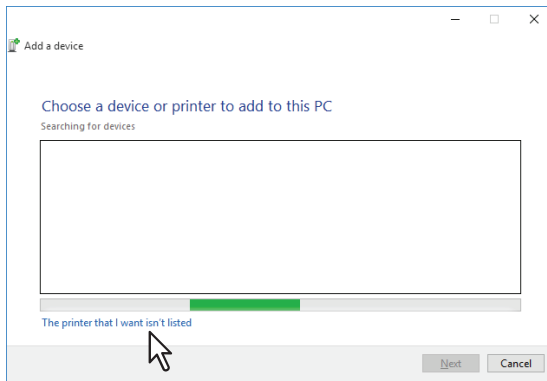 Add a device
Choose a device or printer to add to this PC
Searching for devices
The printer that I want isn't listed
Next
Cancel